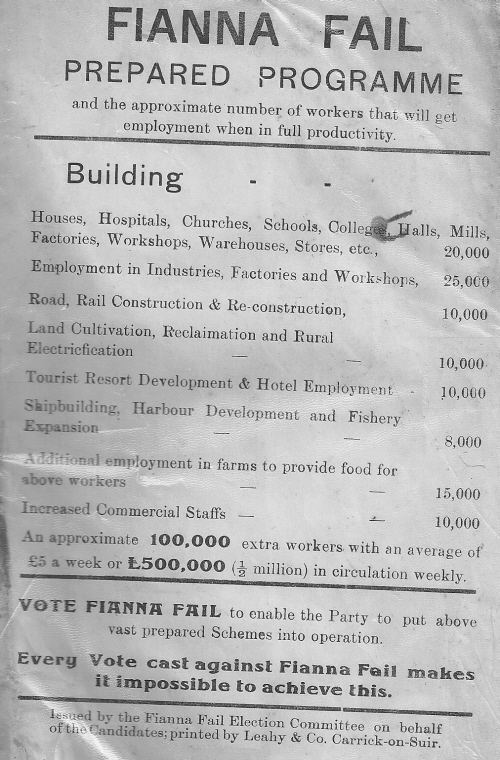 FIANNA FAIL
PREPARED PROGRAMME
and the approximate number of workers that will get
employment when in full productivity.
Building - -
Houses, Hospitals, Churches, Schools, Colleges, Halls, Mills,
Factories, Workshops, Warehouses, Stores, etc., 20,000
Employment in Industries, Factories and Workshops, 25,000
Road, Rail Construction & Re-construction, 10,000
Land Cultivation, Reclaimation and Rural
Electricfication — — 10,000
Tourist Resort Development & Hotel Employment - 10,000
Shipbuilding, Harbour Development and Fishery
Expansion — — 8,000
Additional employment in farms to provide food for
above workers — — 15,000
Increased Commercial Staffs — — 10,000
An approximate 100,000 extra workers with an average of
£5 a week or £500,000 (½ million) in circulation weekly.
VOTE FIANNA FAIL to enable the Party to put above
vast prepared Schemes into operation.
Every Vote cast against Fianna Fail makes
it impossible to achieve this.
Issued by the Fianna Fail Election Committee on behalf
of the Candidates; printed by Leahy & Co. Carrick-on-Suir.